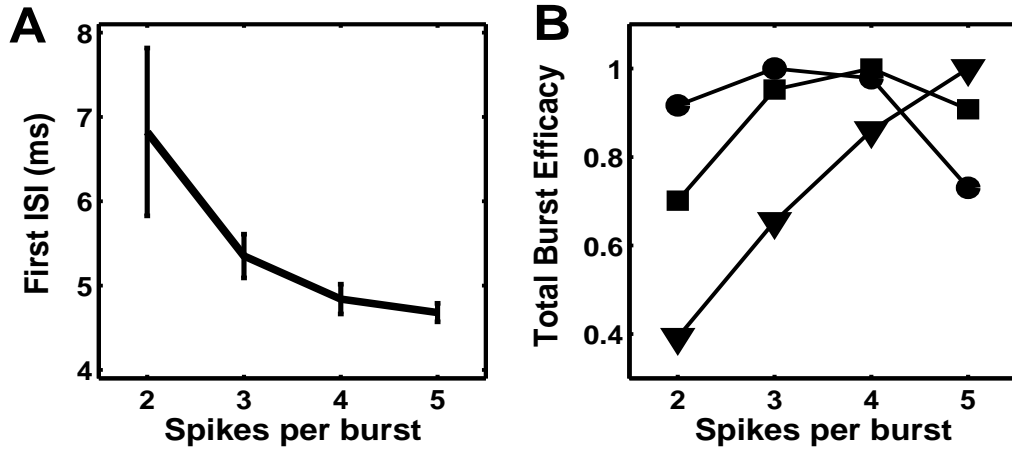 A
First ISI (ms)
8
7
6
5
4
2 3 4 5
Spikes per burst
B
Total Burst Efficacy
1
0.8
0.6
0.4
2 3 4 5
Spikes per burst